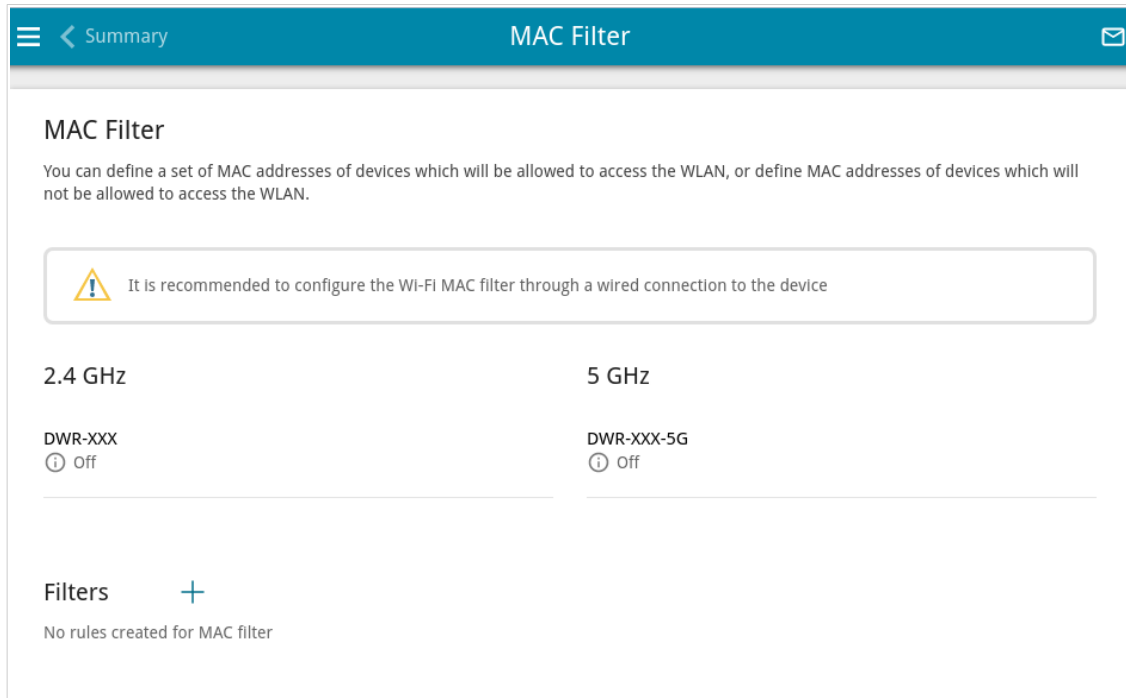 Summary
MAC Filter
MAC Filter
You can define a set of MAC addresses of devices which will be allowed to access the WLAN, or define MAC addresses of devices which will
not be allowed to access the WLAN.
It is recommended to configure the Wi-Fi MAC filter through a wired connection to the device
2.4 GHz
5 GHz
DWR-XXX
DWR-XXX-5G
Off
Off
Filters
No rules created for MAC filter